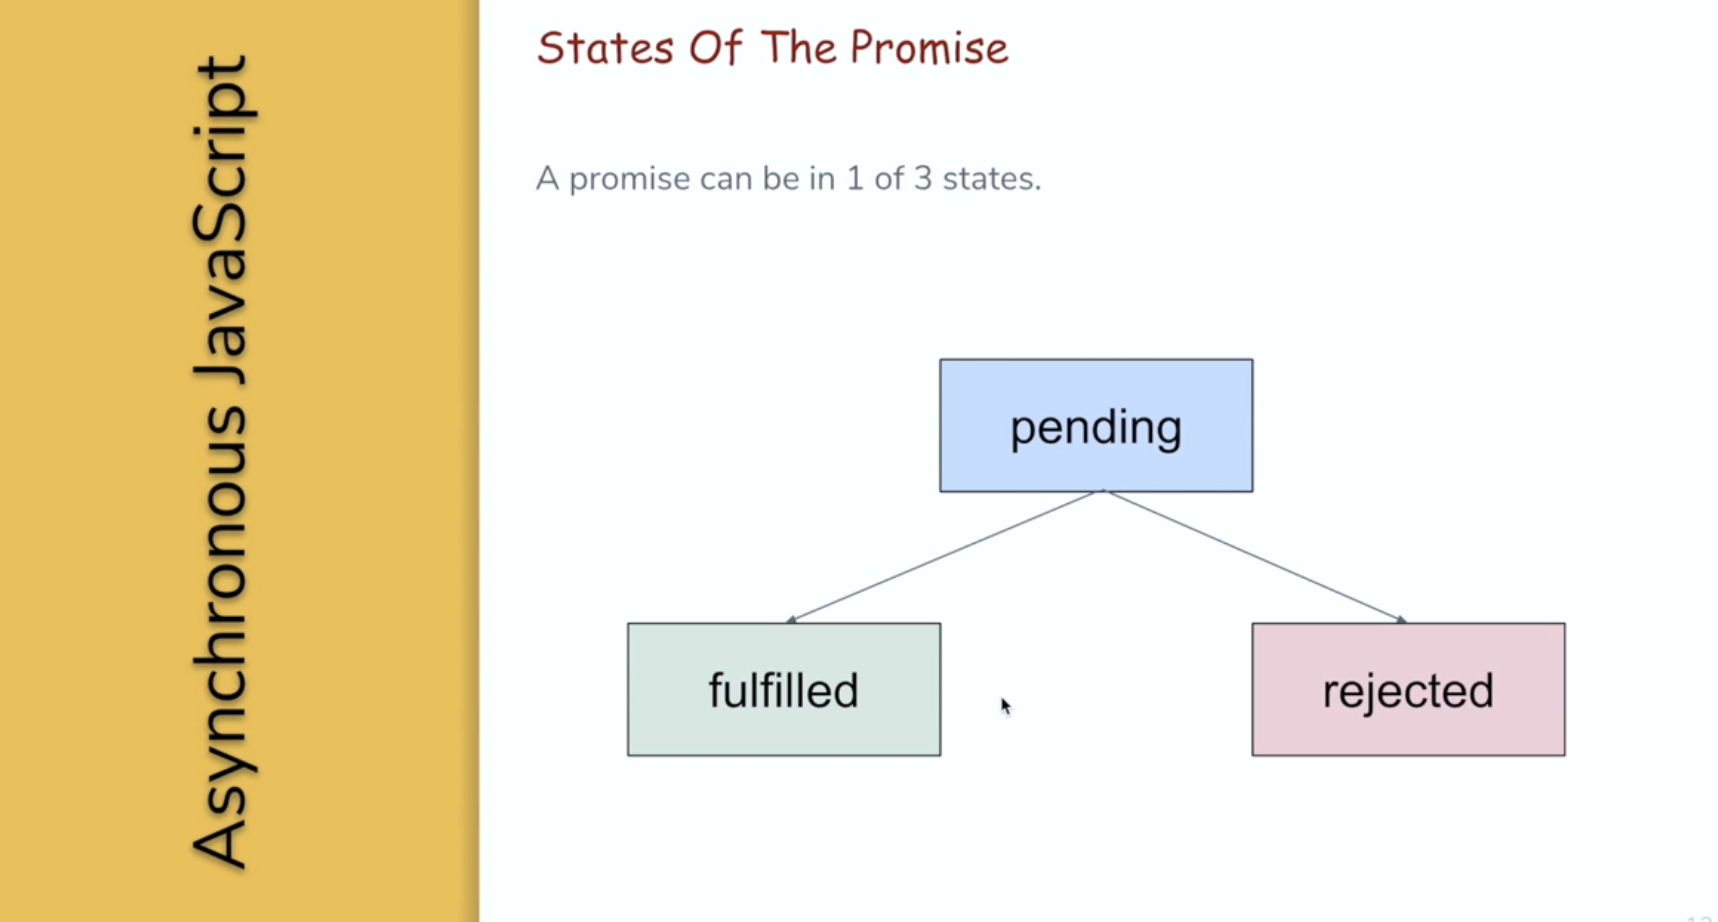 Asynchronous JavaScript
States Of The Promise
A promise can be in 1 of 3 states.
pending
fulfilled
rejected